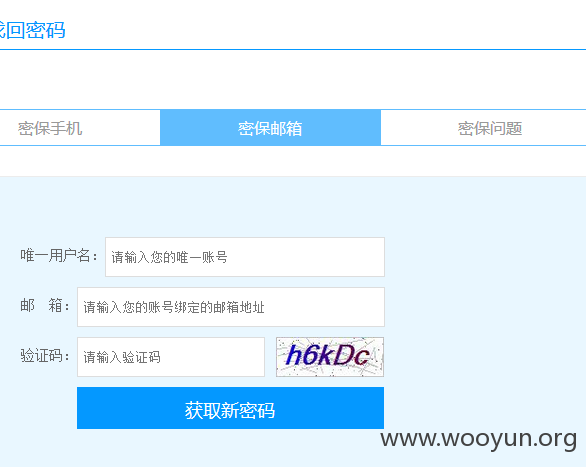 找回密码
密保手机 密保邮箱 密保问题
唯一用户名： 请输入您的唯一账号
邮 箱： 请输入您的账号绑定的邮箱地址
验证码： 请输入验证码 h6kDc
获取新密码
www.wooyun.org